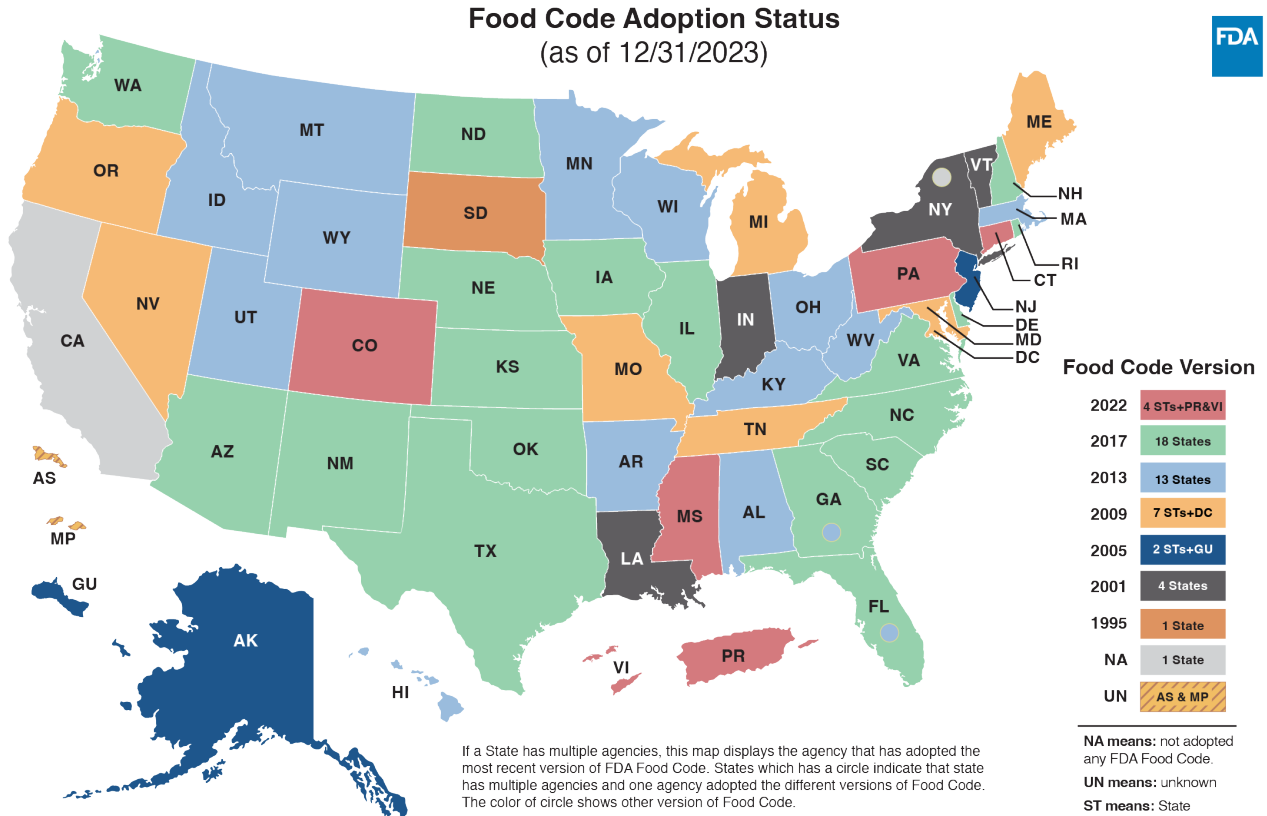 Food Code Adoption Status
(as of 12/31/2023)
FDA
WA
MT
ND
MN
ME
OR
ID
SD
WI
MI
VT
NY
NH
MA
WY
RI
CT
NV
NE
IA
PA
NJ
CA
UT
CO
IL
IN
OH
DE
MD
DC
KS
MO
WV
VA
KY
AZ
NM
OK
AR
TN
NC
SC
AS
MP
TX
LA
MS
AL
GA
GU
FL
AK
HI
VI
PR
Food Code Version
2022 4 STs+PR&VI
2017 18 States
2013 13 States
2009 7 STs+DC
2005 2 STs+GU
2001 4 States
1995 1 State
NA 1 State
UN AS & MP
NA means: not adopted
any FDA Food Code.
UN means: unknown
ST means: State
If a State has multiple agencies, this map displays the agency that has adopted the
most recent version of FDA Food Code. States which has a circle indicate that state
has multiple agencies and one agency adopted the different versions of Food Code.
The color of circle shows other version of Food Code.